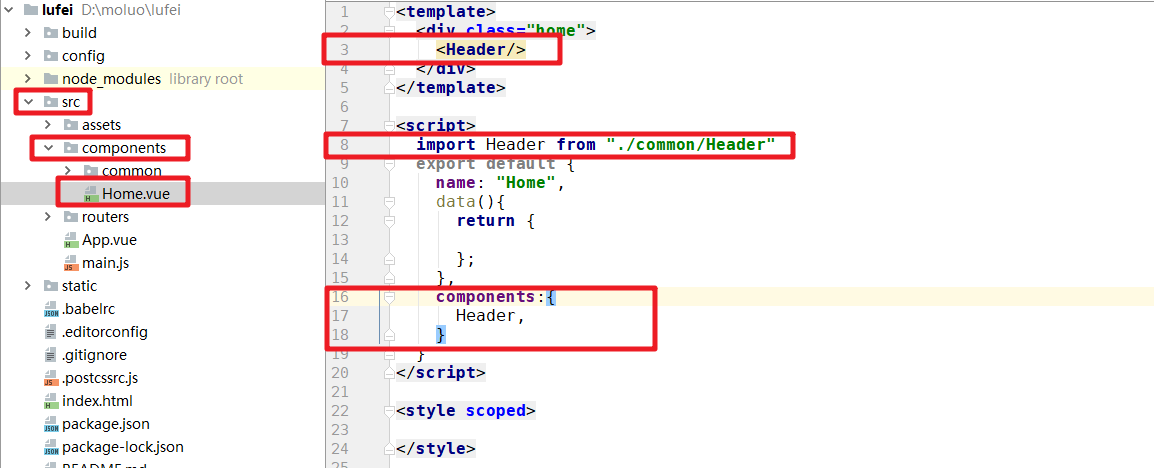 lufei D:\moluo\lufei
build
config
node_modules library root
src
assets
components
common
Home.vue
routers
App.vue
main.js
static
.babelrc
.editorconfig
.gitignore
.postcssrc.js
index.html
package.json
package-lock.json
README.md
1 <template>
2 <div class="home">
3 <Header/>
4 </div>
5 </template>
6
7 <script>
8 import Header from "./common/Header"
9 export default {
10 name: "Home",
11 data(){
12 return {
13
14 };
15 },
16 components:{
17 Header,
18 }
19 }
20 </script>
21
22 <style scoped>
23
24 </style>
25